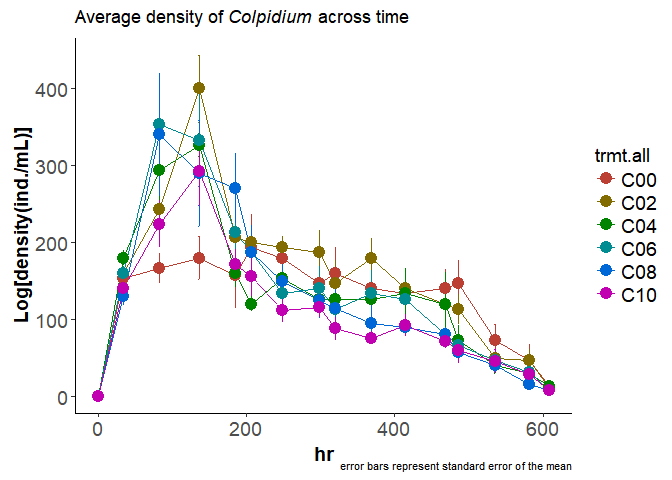 Average density of Colpidium across time
Log[density(ind./mL)]
400
300
200
100
0
0 200 400 600
hr
error bars represent standard error of the mean
trmt.all
C00
C02
C04
C06
C08
C10